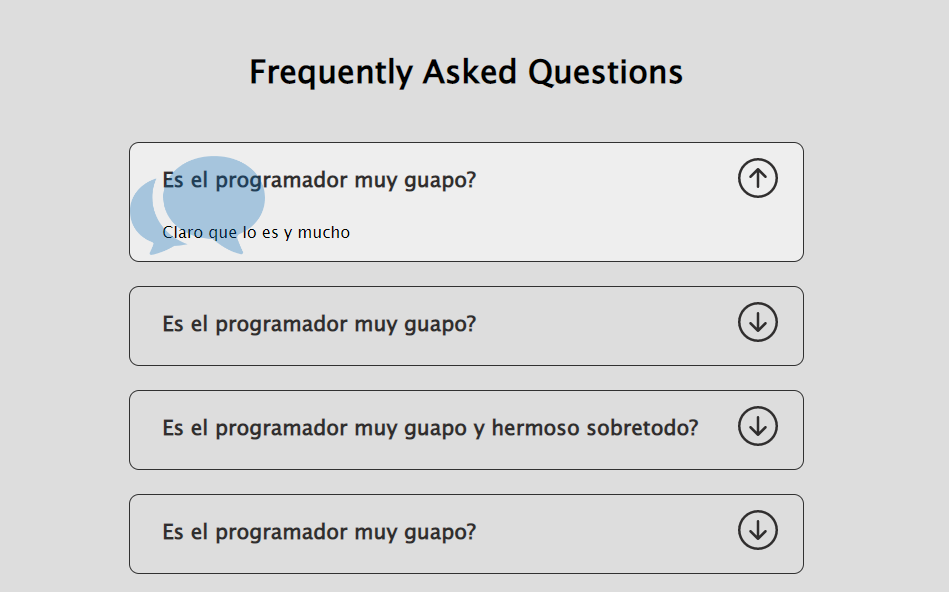 Frequently Asked Questions
Es el programador muy guapo?
Claro que lo es y mucho
Es el programador muy guapo?
Es el programador muy guapo y hermoso sobretodo?
Es el programador muy guapo?